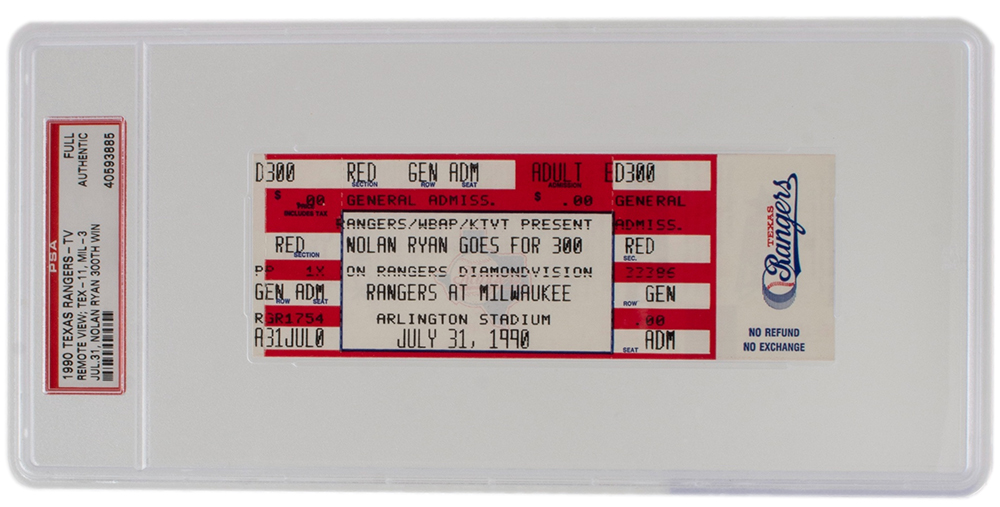 PSA
1990 TEXAS RANGERS - TV FULL
REMOTE VIEW: TEX - 11, MIL - 3 AUTHENTIC
JUL.31, NOLAN RYAN 300TH WIN 40593885
D300 RED GEN ADM ADULT ED300
SECTION ROW SEAT ADMISSION
$ .00 GENERAL ADMISS. $ .00 GENERAL
PRICE
INCLUDES TAX
RANGERS/WBAP/KTVT PRESENT ADMISS.
RED NOLAN RYAN GOES FOR 300 RED
SECTION SEC.
PP 1X ON RANGERS DIAMONDVISION 23396
GEN ADM RANGERS AT MILWAUKEE GEN
ROW SEAT ROW
RGR1754 ARLINGTON STADIUM .00
A31JUL0 JULY 31, 1990 ADM
SEAT
TEXAS
Rangers
NO REFUND
NO EXCHANGE